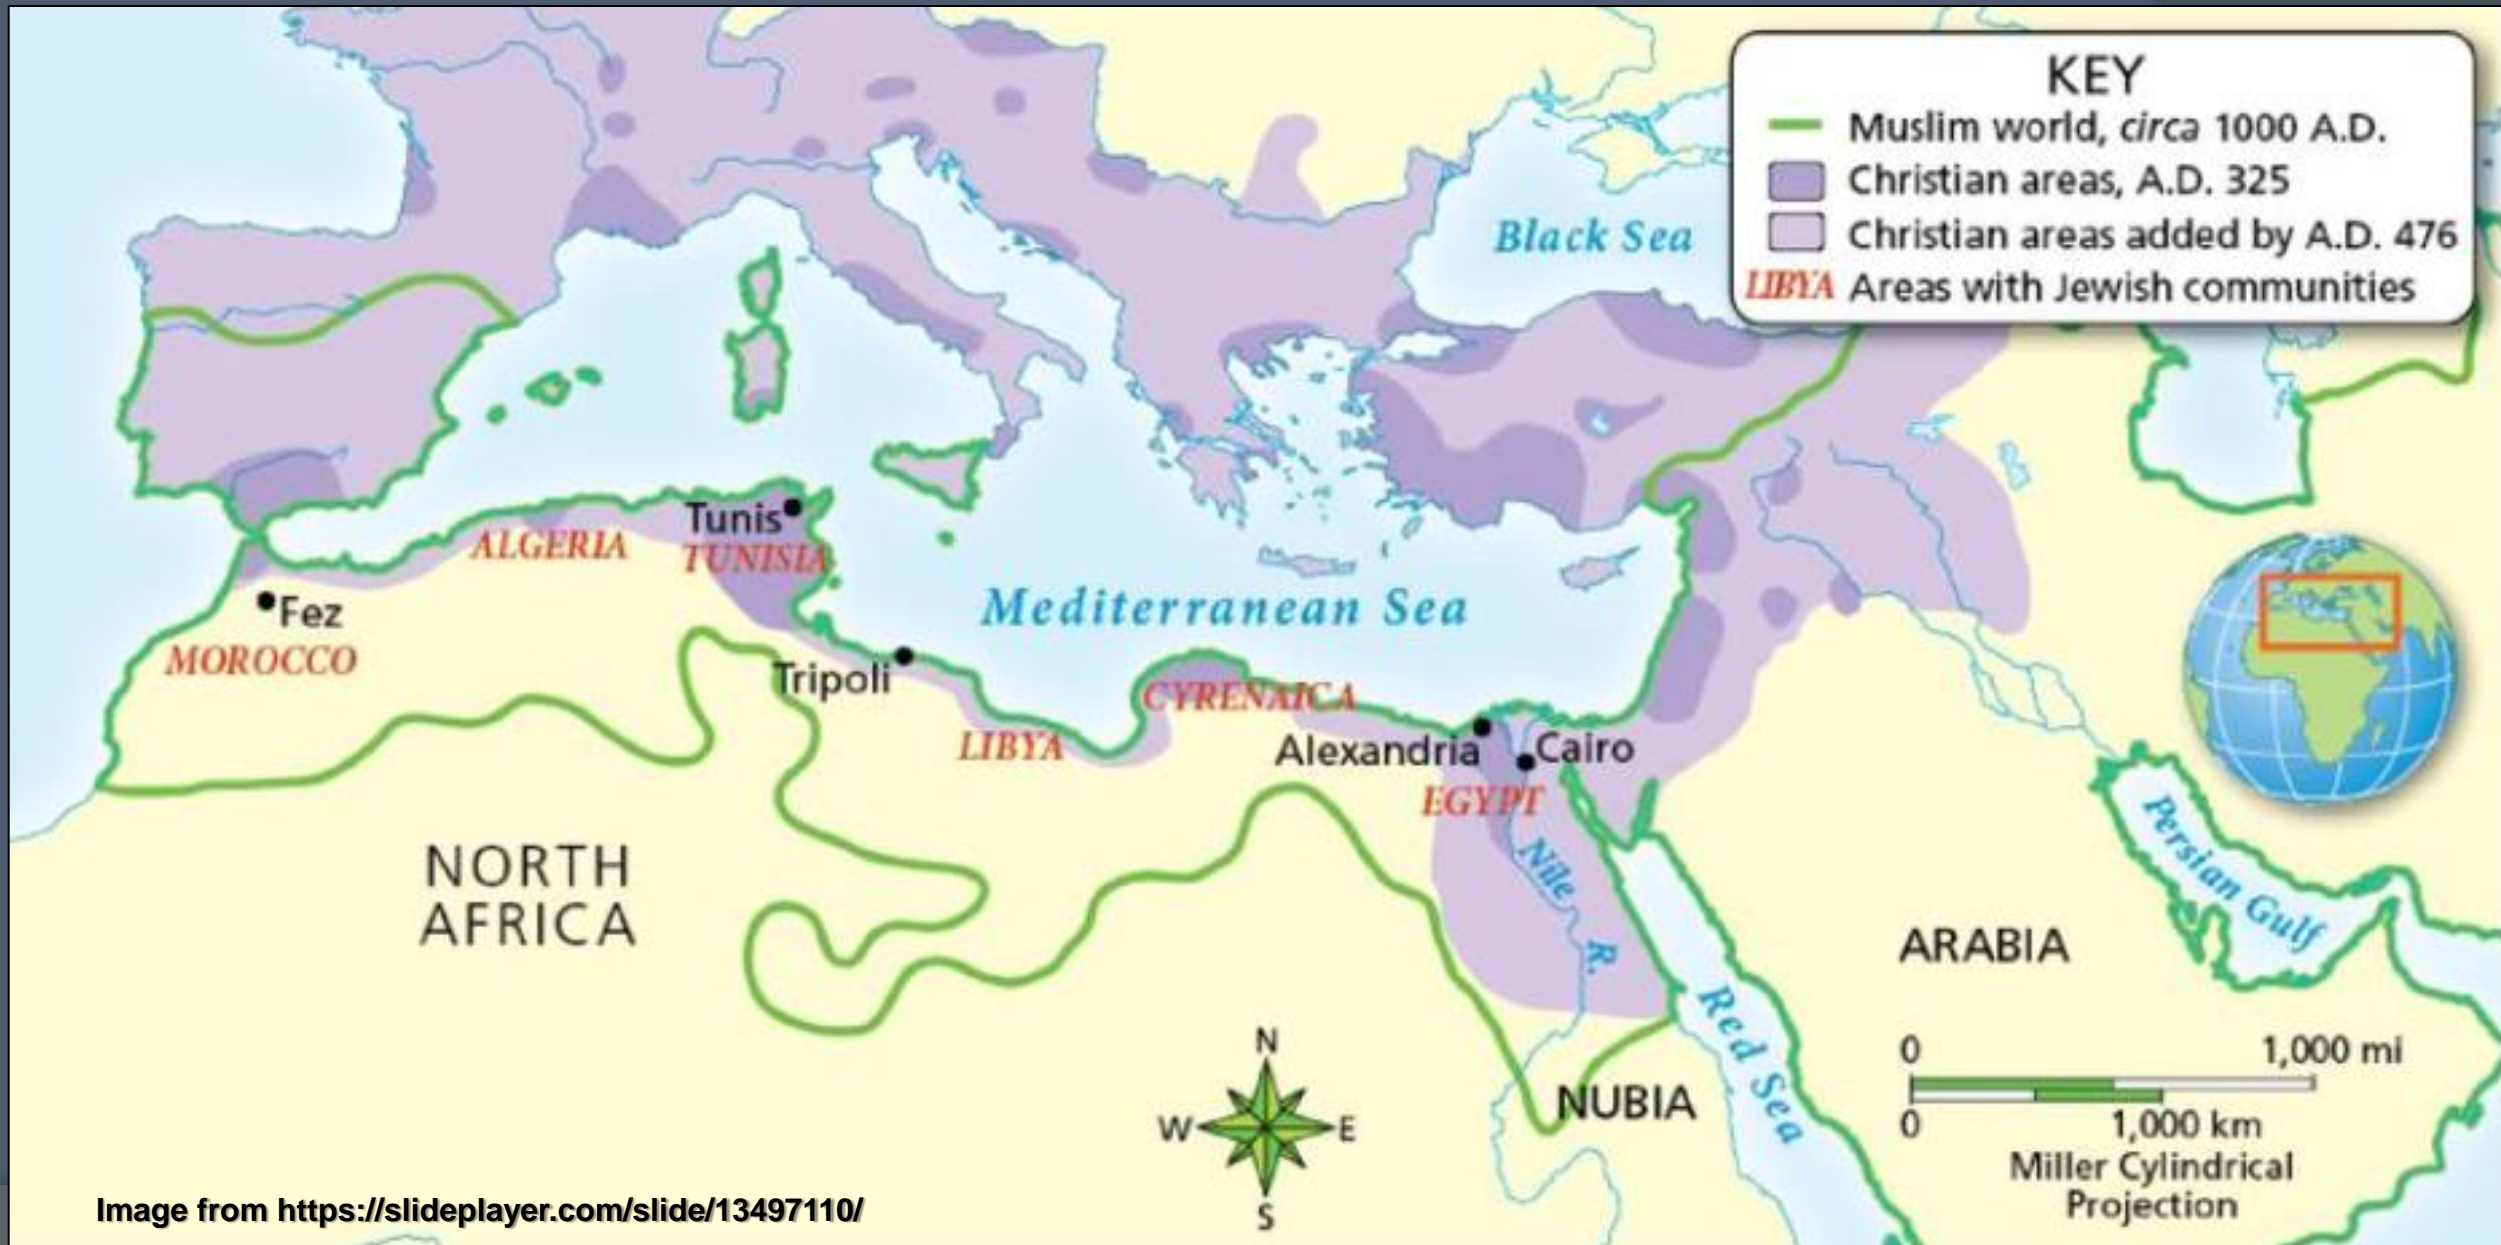 KEY
Muslim world, circa 1000 A.D.
Christian areas, A.D. 325
Christian areas added by A.D. 476
LIBYA Areas with Jewish communities
Black Sea
Tunis
ALGERIA
TUNISIA
Fez
MOROCCO
Mediterranean Sea
Tripoli
CYRENAICA
LIBYA
Alexandria
Cairo
EGYPT
Nile R.
Persian Gulf
NORTH
AFRICA
ARABIA
Red Sea
NUBIA
N
W
E
S
0
1,000 mi
0
1,000 km
Miller Cylindrical
Projection
Image from https://slideplayer.com/slide/13497110/